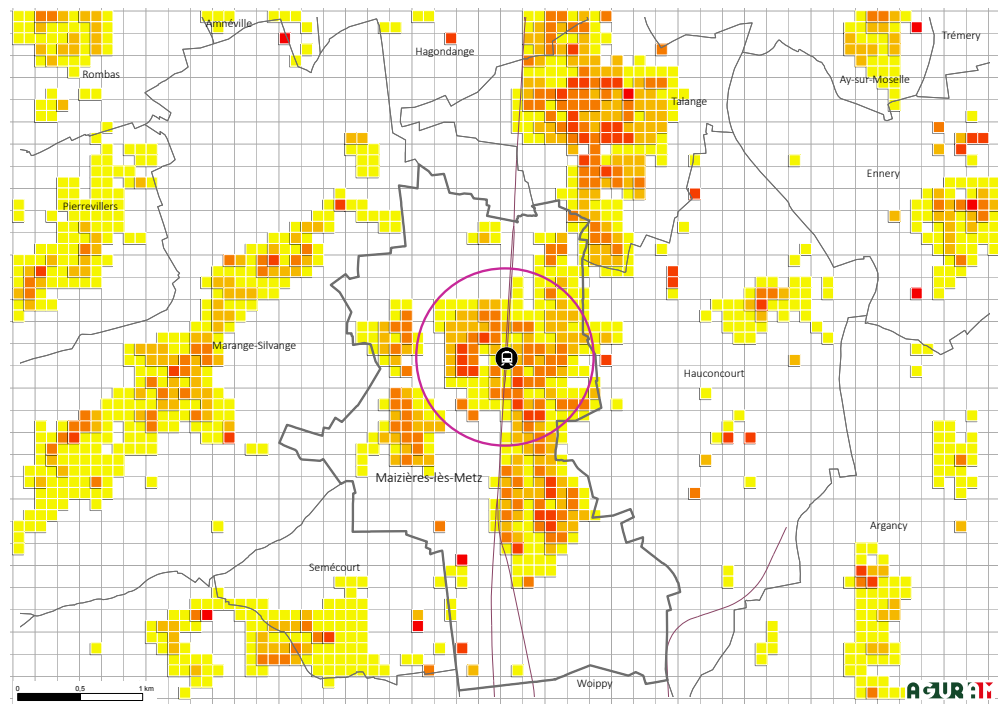 Amnéville
Hagondange
Trémery
Rombas
Ay-sur-Moselle
Talange
Ennery
Pierrevillers
Marange-Silvange
Hauconcourt
Maizières-lès-Metz
Argancy
Semécourt
Woippy
0 0,5 1 km
AGURAM